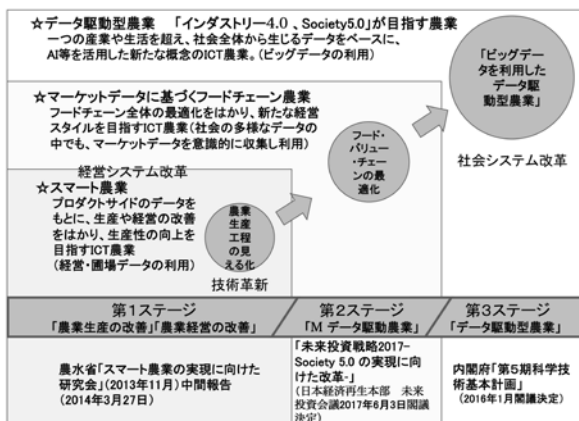 ☆データ駆動型農業　「インダストリー4.0 、Society5.0」が目指す農業
一つの産業や生活を超え、社会全体から生じるデータをベースに、
AI等を活用した新たな概念のICT農業。（ビッグデータの利用）
「ビッグデー
タを利用した
データ駆
動型農業」
社会システム改革
☆マーケットデータに基づくフードチェーン農業
フードチェーン全体の最適化をはかり、新たな経営
スタイルを目指すICT農業（社会の多様なデータの
中でも、マーケットデータを意識的に収集し利用）
フード・
バリュー
・チェー
ンの最
適化
経営システム改革
☆スマート農業
プロダクトサイドのデータを
もとに、生産や経営の改善
をはかり、生産性の向上を
目指すICT農業
（経営・圃場データの利用）
農業
生産
工程
の見
える化
技術革新
第1ステージ
「農業生産の改善」「農業経営の改善」
第2ステージ
「M データ駆動農業」
第3ステージ
「データ駆動型農業」
農水省「スマート農業の実現に向けた
研究会」（2013年11月）中間報告
（2014年3月27日）
「未来投資戦略2017−
Society 5.0 の実現に向
けた改革-」
（日本経済再生本部　未来
投資会議2017年6月3日閣議
決定）
内閣府「第５期科学技
術基本計画」
（2016年1月閣議決定）